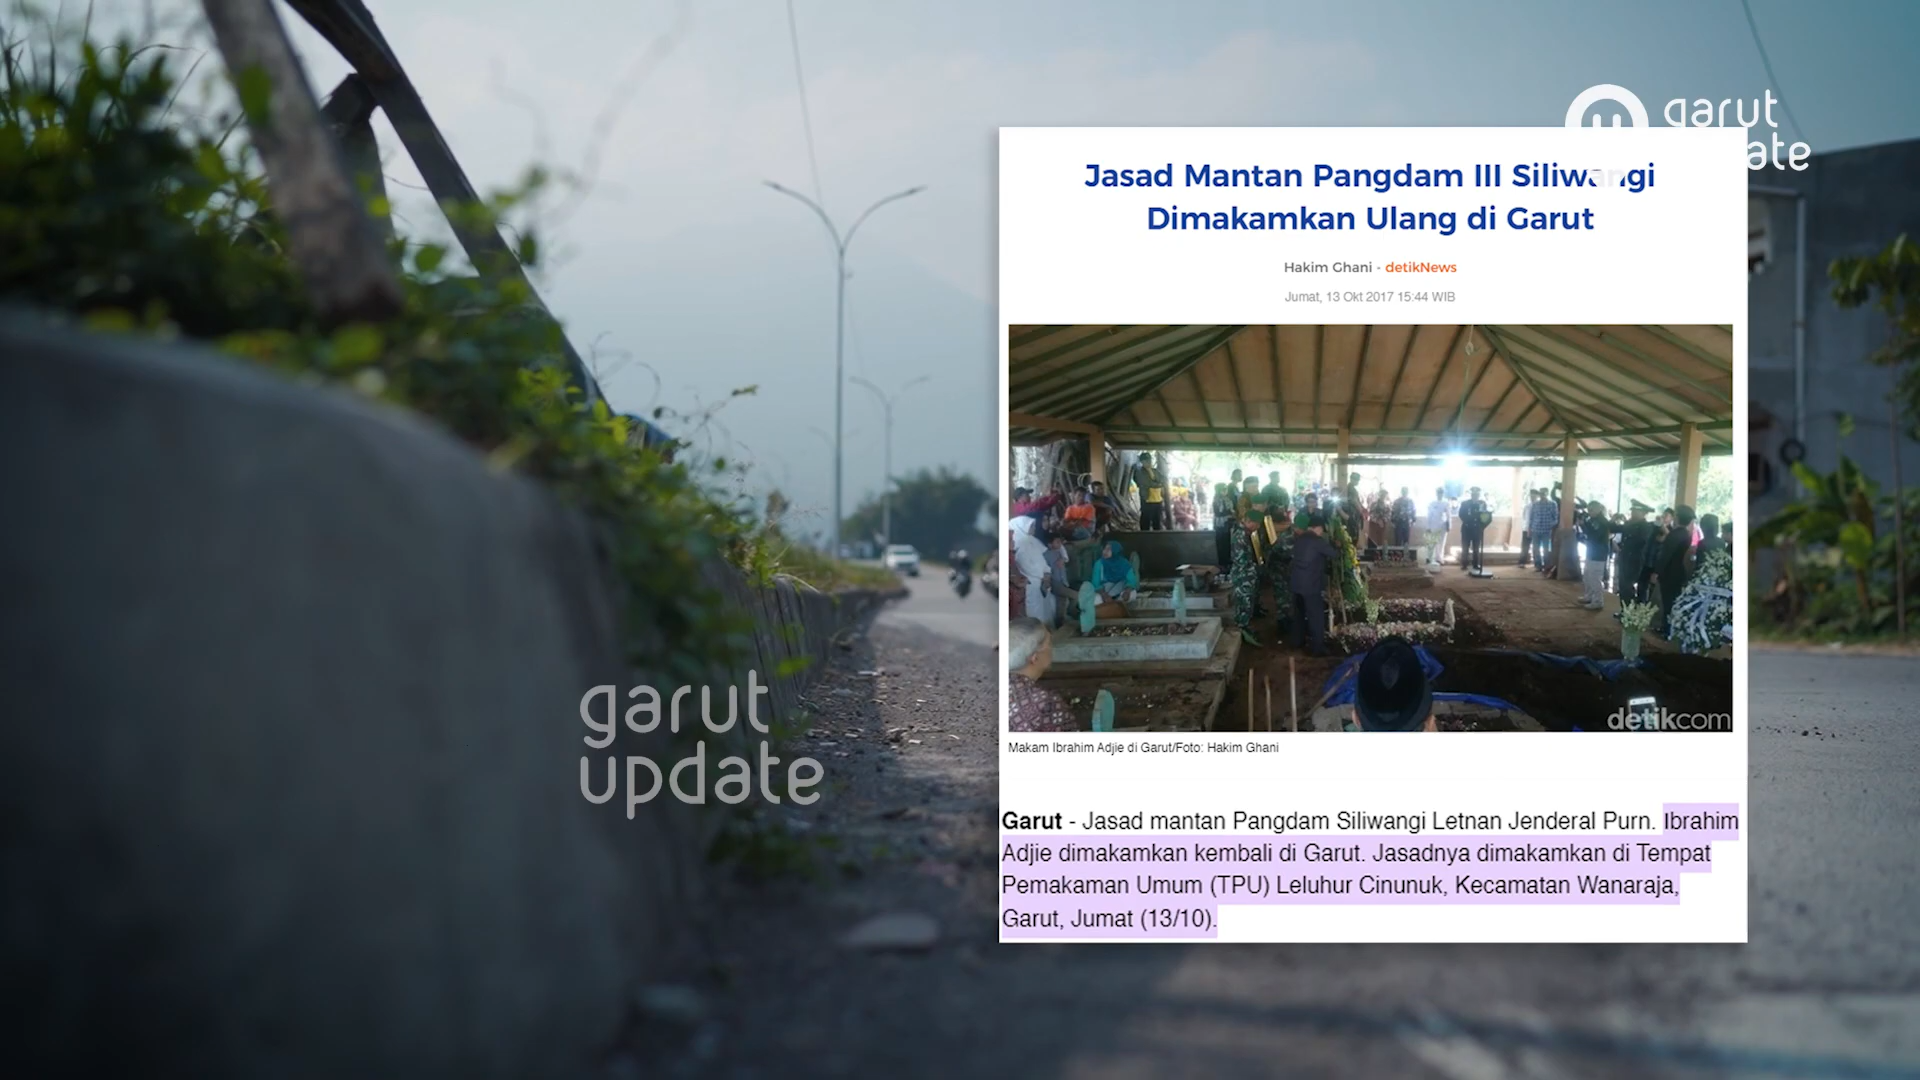 garut
ate
Jasad Mantan Pangdam III Siliwangi
Dimakamkan Ulang di Garut
Hakim Ghani - detikNews
Jumat, 13 Okt 2017 15:44 WIB
detikcom
Makam Ibrahim Adjie di Garut/Foto: Hakim Ghani
garut
update
Garut - Jasad mantan Pangdam Siliwangi Letnan Jenderal Purn. Ibrahim
Adjie dimakamkan kembali di Garut. Jasadnya dimakamkan di Tempat
Pemakaman Umum (TPU) Leluhur Cinunuk, Kecamatan Wanaraja,
Garut, Jumat (13/10).